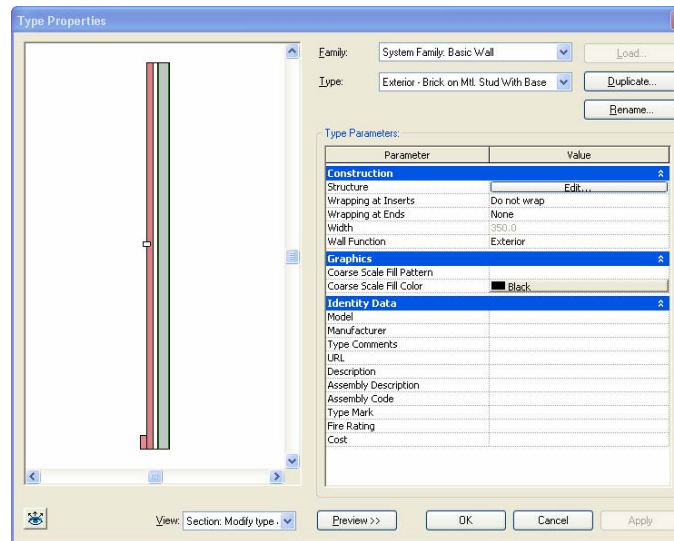 Type Properties
Family: System Family: Basic Wall Load...
Type: Exterior - Brick on Mtl. Stud With Base Duplicate...
Rename...
Type Parameters:
Parameter Value
Construction
Structure Edit...
Wrapping at Inserts Do not wrap
Wrapping at Ends None
Width 350.0
Wall Function Exterior
Graphics
Coarse Scale Fill Pattern
Coarse Scale Fill Color Black
Identity Data
Model
Manufacturer
Type Comments
URL
Description
Assembly Description
Assembly Code
Type Mark
Fire Rating
Cost
View: Section: Modify type Preview >> OK Cancel Apply